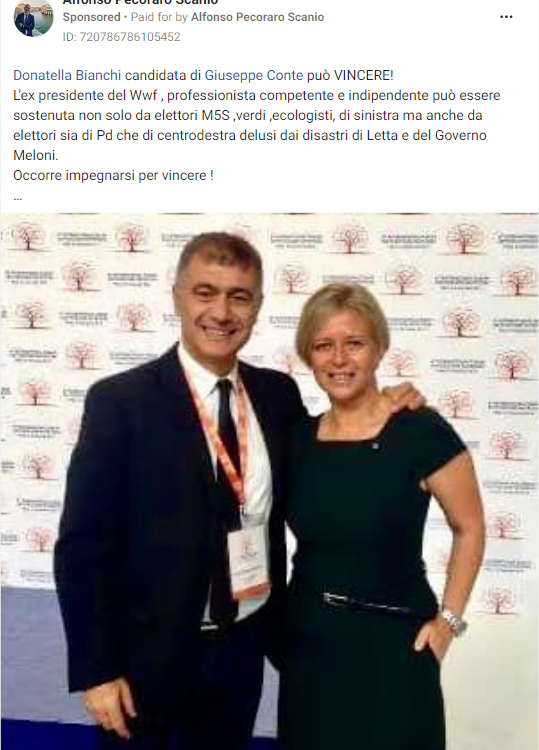 Alfonso Pecoraro Scanio
Sponsored • Paid for by Alfonso Pecoraro Scanio
ID: 720786786105452
Donatella Bianchi candidata di Giuseppe Conte può VINCERE!
L'ex presidente del Wwf , professionista competente e indipendente può essere
sostenuta non solo da elettori M5S ,verdi ,ecologisti, di sinistra ma anche da
elettori sia di Pd che di centrodestra delusi dai disastri di Letta e del Governo
Meloni.
Occorre impegnarsi per vincere !
...